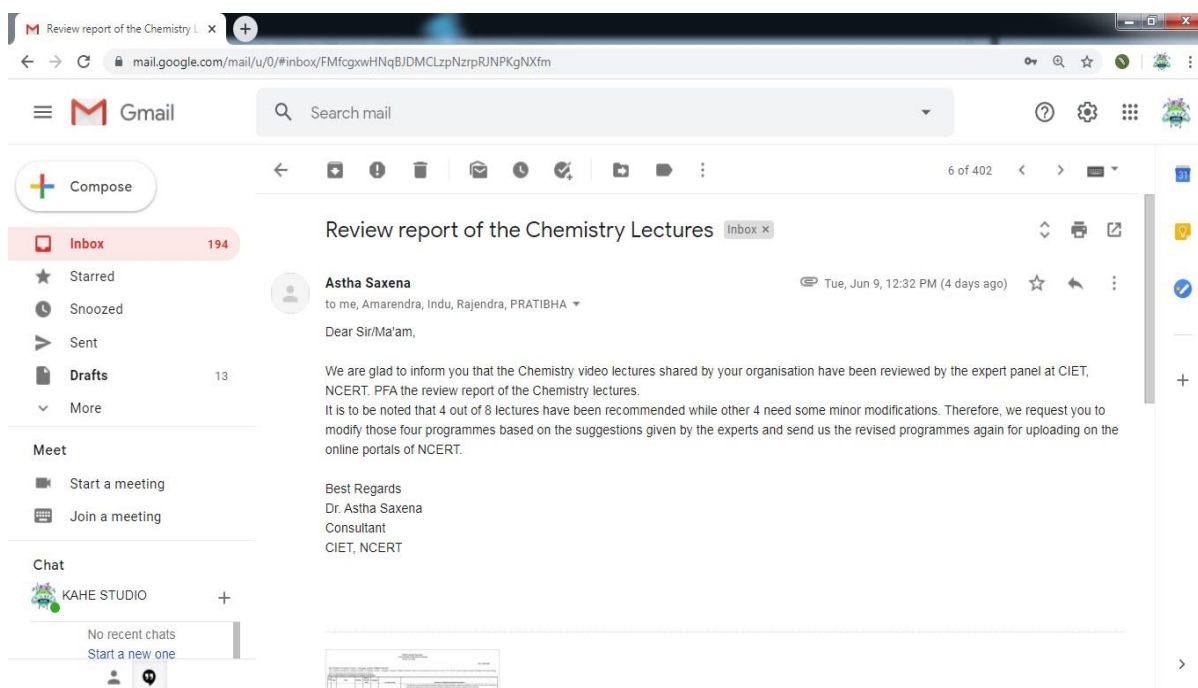 Review report of the Chemistry L
mail.google.com/mail/u/0/#inbox/FMfcgxwHNqBJDMCLzpNzrpRJNPKgNXfm
Gmail
Search mail
Compose
6 of 402
31
Review report of the Chemistry Lectures Inbox ×
Inbox 194
Starred
Snoozed
Sent
Drafts 13
More
Astha Saxena Tue, Jun 9, 12:32 PM (4 days ago)
to me, Amarendra, Indu, Rajendra, PRATIBHA
Dear Sir/Ma'am,
We are glad to inform you that the Chemistry video lectures shared by your organisation have been reviewed by the expert panel at CIET,
NCERT. PFA the review report of the Chemistry lectures.
It is to be noted that 4 out of 8 lectures have been recommended while other 4 need some minor modifications. Therefore, we request you to
modify those four programmes based on the suggestions given by the experts and send us the revised programmes again for uploading on the
online portals of NCERT.
Best Regards
Dr. Astha Saxena
Consultant
CIET, NCERT
Meet
Start a meeting
Join a meeting
Chat
KAHE STUDIO
No recent chats
Start a new one